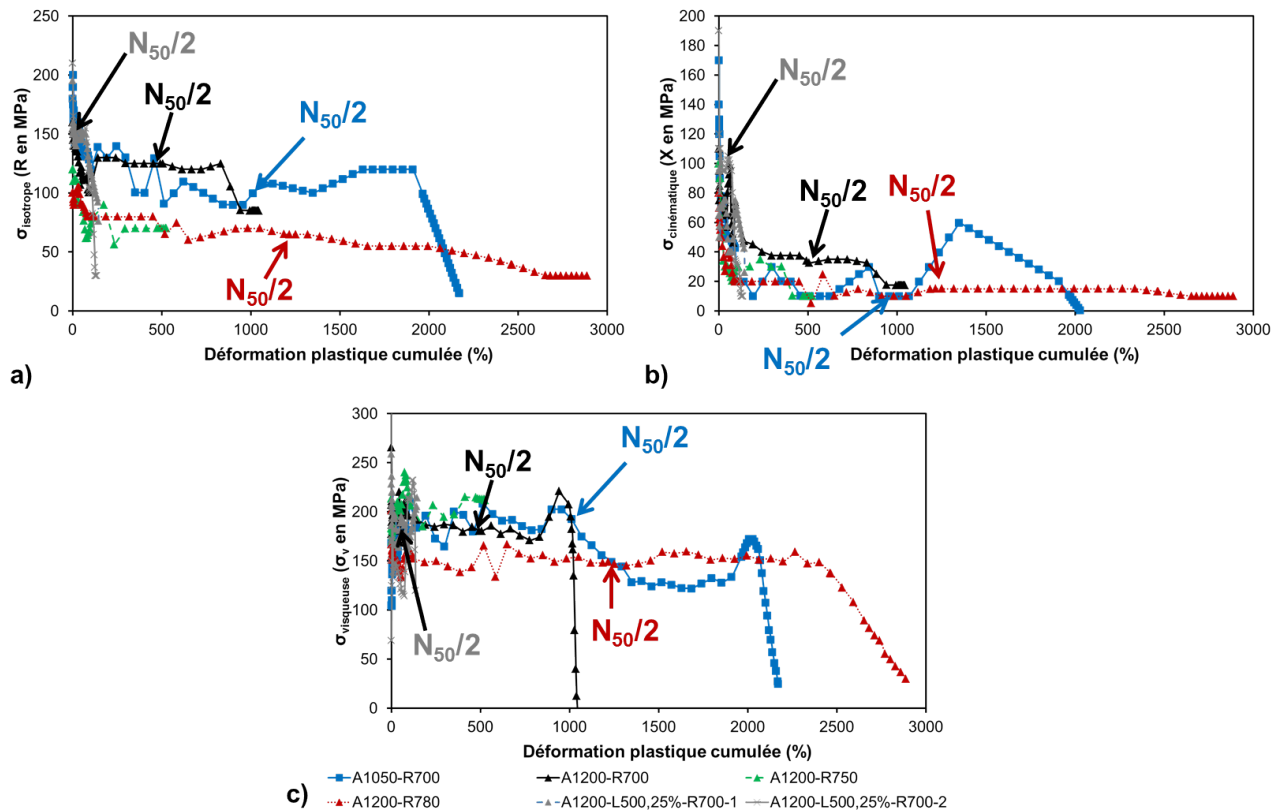 a)
σisotrope (R en MPa)
250
200
150
100
50
0
0 500 1000 1500 2000 2500 3000
Déformation plastique cumulée (%)
N50/2
N50/2
N50/2
N50/2
b)
σcinématique (X en MPa)
200
180
160
140
120
100
80
60
40
20
0
0 500 1000 1500 2000 2500 3000
Déformation plastique cumulée (%)
N50/2
N50/2
N50/2
N50/2
c)
σvisqueuse (σv en MPa)
300
250
200
150
100
50
0
0 500 1000 1500 2000 2500 3000
Déformation plastique cumulée (%)
N50/2
N50/2
N50/2
N50/2
A1050-R700 A1200-R700 A1200-R750
A1200-R780 A1200-L500,25%-R700-1 A1200-L500,25%-R700-2